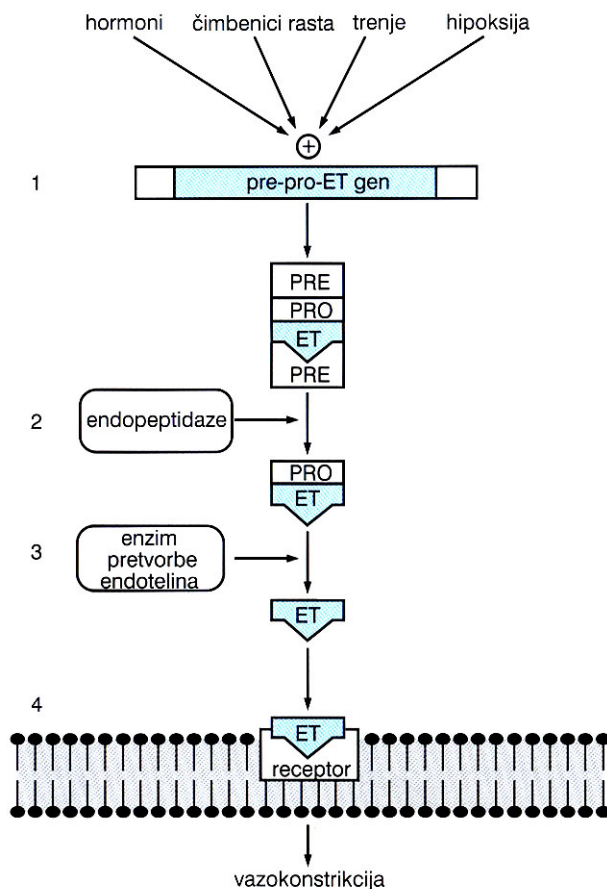 hormoni čimbenici rasta trenje hipoksija
+
1 pre-pro-ET gen
PRE
PRO
ET
PRE
2 endopeptidaze
PRO
ET
3 enzim
pretvorbe
endotelina
ET
4
ET
receptor
vazokonstrikcija